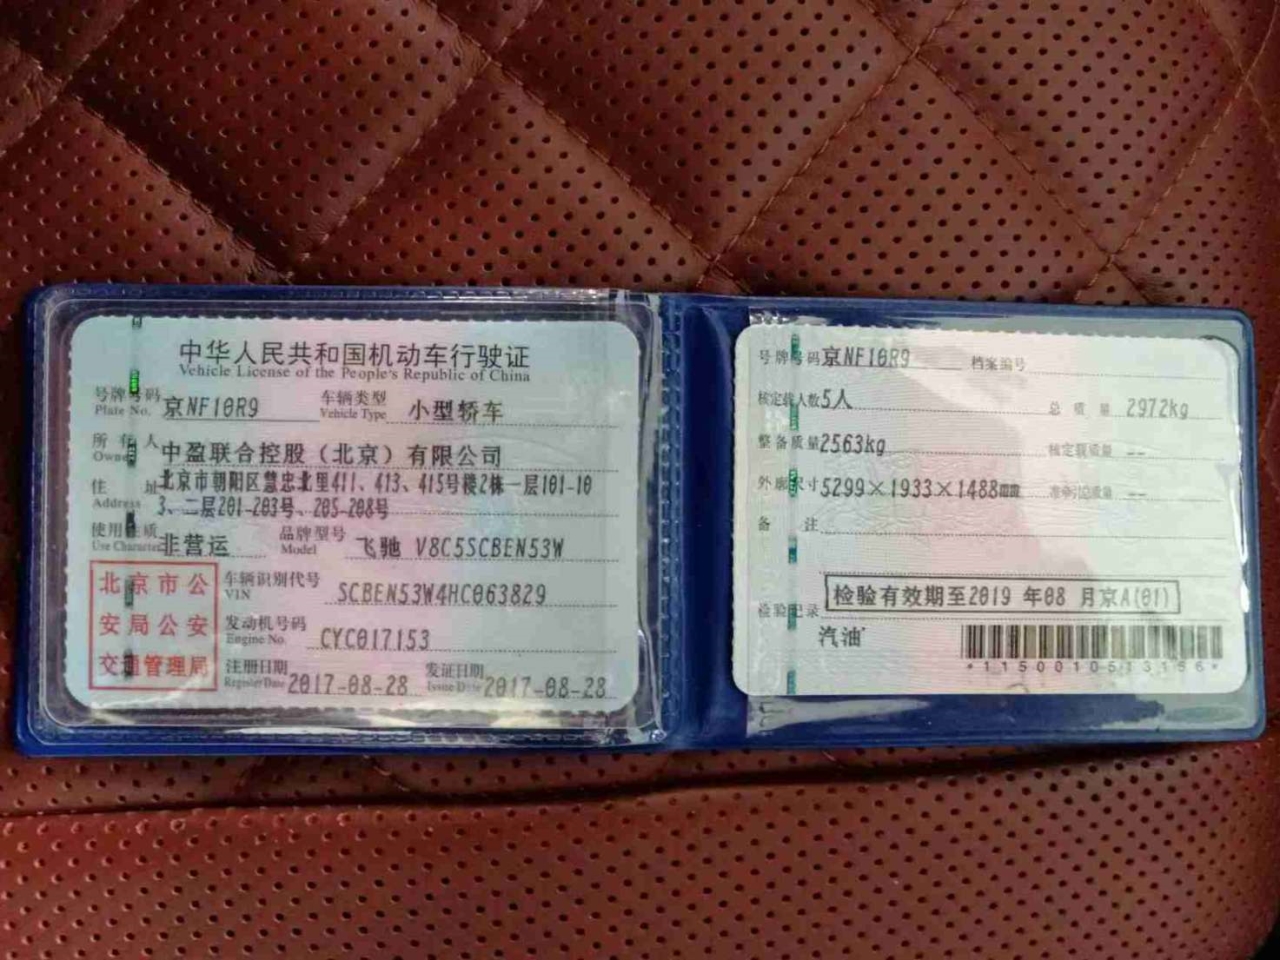 中华人民共和国机动车行驶证
Vehicle License of the People's Republic of China
号牌号码 京NF10R9 车辆类型 小型轿车
Plate No. Vehicle Type
所有人 中盈联合控股（北京）有限公司
Owner
住址 北京市朝阳区慧忠北里411、413、415号楼2栋一层101-10
Address 3、二层201-203号、205-208号
使用性质 非营运 品牌型号 飞驰 V8C5SCBEN53W
Use Character Model
北京市公
安局公安
交通管理局
车辆识别代号 SCBEN53W4HC063829
VIN
发动机号码 CYC017153
Engine No.
注册日期 2017-08-28 发证日期 2017-08-28
Register Date Issue Date
号牌号码 京NF10R9 档案编号
核定载人数 5人 总质量 2972kg
整备质量 2563kg 核定载质量 --
外廓尺寸 5299×1933×1488mm 准牵引总质量 --
备注
检验记录 检验有效期至2019 年08 月京A(01)
汽油